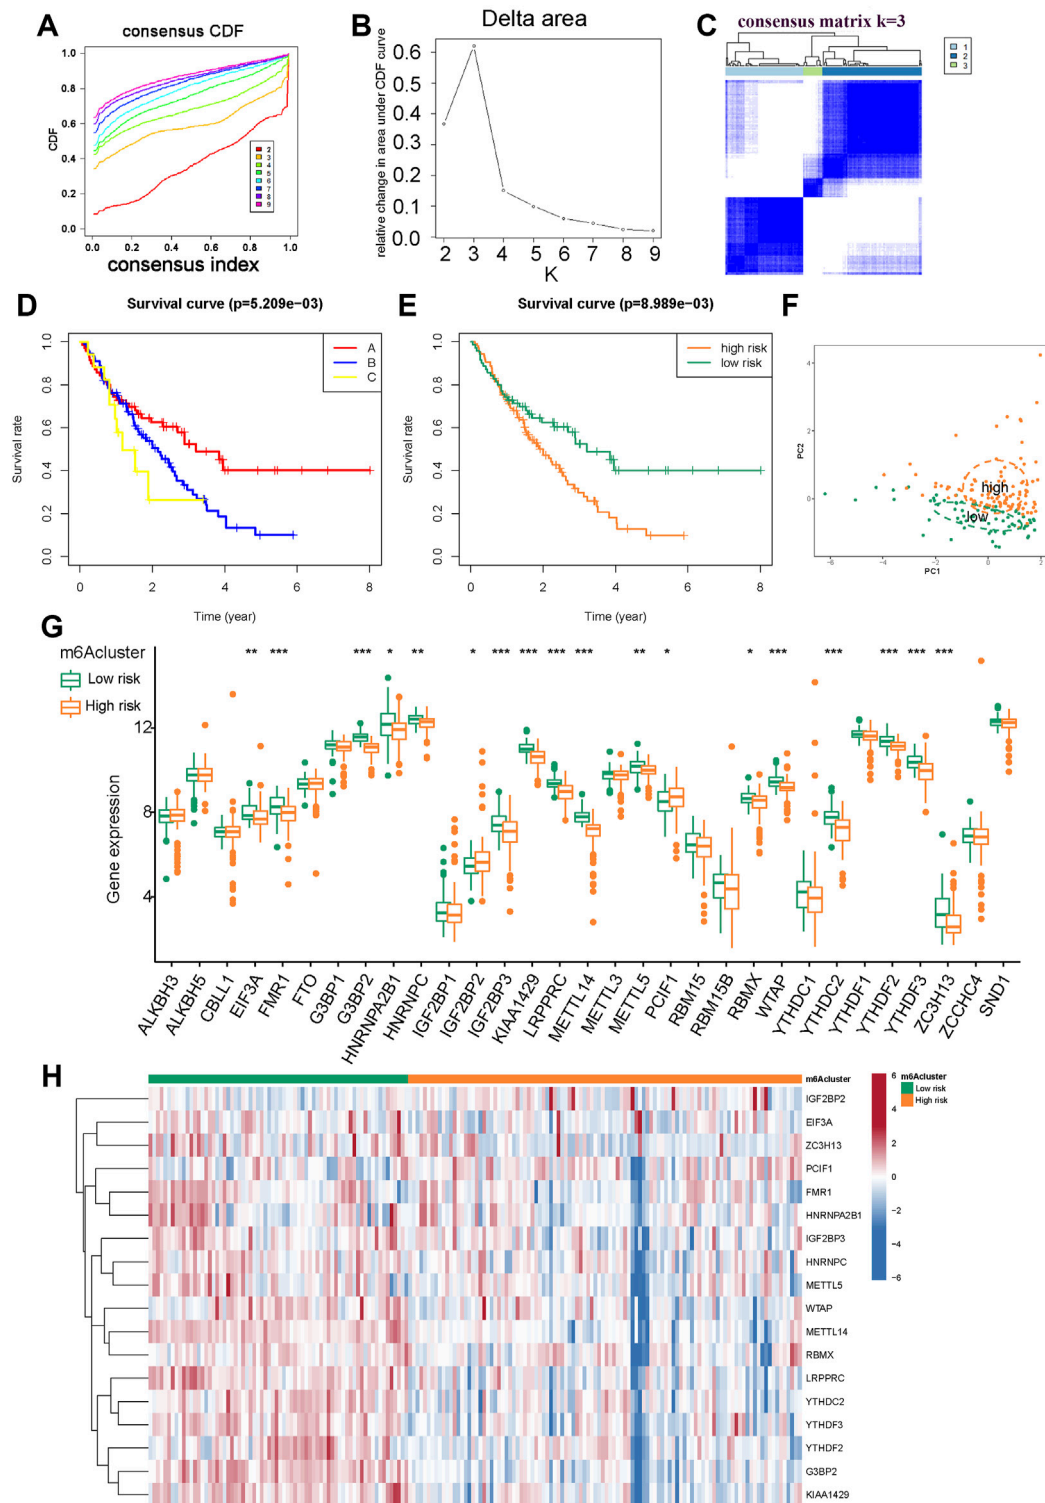 A
consensus CDF
CDF
1.0
0.8
0.6
0.4
0.2
0.0
0.0 0.2 0.4 0.6 0.8 1.0
consensus index
2
3
4
5
6
7
8
9
B
Delta area
relative change in area under CDF curve
0.6
0.5
0.4
0.3
0.2
0.1
0.0
2 3 4 5 6 7 8 9
K
C
consensus matrix k=3
1
2
3
D
Survival curve (p=5.209e−03)
Survival rate
1.0
0.8
0.6
0.4
0.2
0.0
A
B
C
0 2 4 6 8
Time (year)
E
Survival curve (p=8.989e−03)
Survival rate
1.0
0.8
0.6
0.4
0.2
0.0
high risk
low risk
0 2 4 6 8
Time (year)
F
PC2
4
2
0
high
low
−6 −4 −2 0 2
PC1
G
m6Acluster
Low risk
High risk
** *** *** * ** * *** *** *** *** ** * * *** *** *** *** ***
Gene expression
12
8
4
ALKBH3
ALKBH5
CBLL1
EIF3A
FMR1
FTO
G3BP1
G3BP2
HNRNPA2B1
HNRNPC
IGF2BP1
IGF2BP2
IGF2BP3
KIAA1429
LRPPRC
METTL14
METTL3
METTL5
PCIF1
RBM15
RBM15B
RBMX
WTAP
YTHDC1
YTHDC2
YTHDF1
YTHDF2
YTHDF3
ZC3H13
ZCCHC4
SND1
H
m6Acluster
IGF2BP2
EIF3A
ZC3H13
PCIF1
FMR1
HNRNPA2B1
IGF2BP3
HNRNPC
METTL5
WTAP
METTL14
RBMX
LRPPRC
YTHDC2
YTHDF3
YTHDF2
G3BP2
KIAA1429
6
4
2
0
−2
−4
−6
m6Acluster
Low risk
High risk